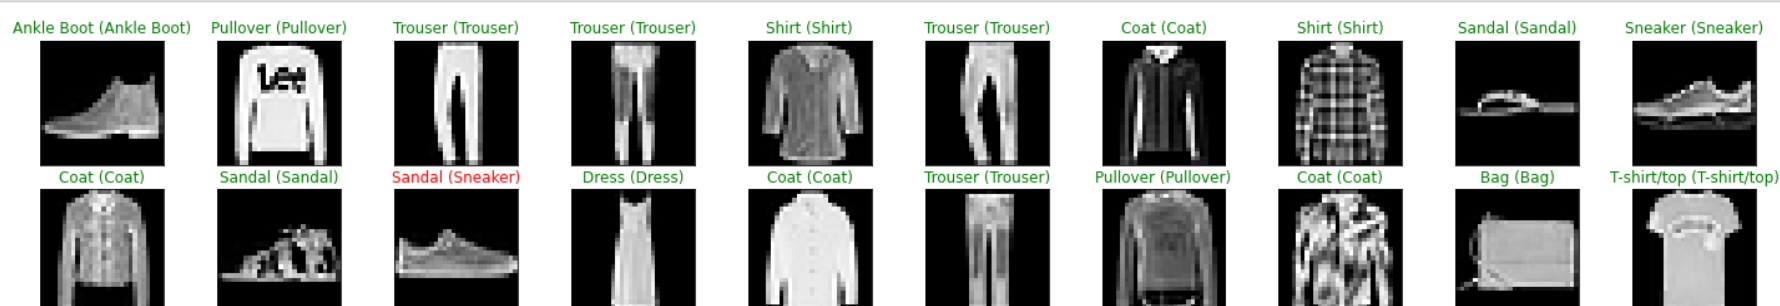 Ankle Boot (Ankle Boot) Pullover (Pullover) Trouser (Trouser) Trouser (Trouser) Shirt (Shirt) Trouser (Trouser) Coat (Coat) Shirt (Shirt) Sandal (Sandal) Sneaker (Sneaker)
Lee
Coat (Coat) Sandal (Sandal) Sandal (Sneaker) Dress (Dress) Coat (Coat) Trouser (Trouser) Pullover (Pullover) Coat (Coat) Bag (Bag) T-shirt/top (T-shirt/top)